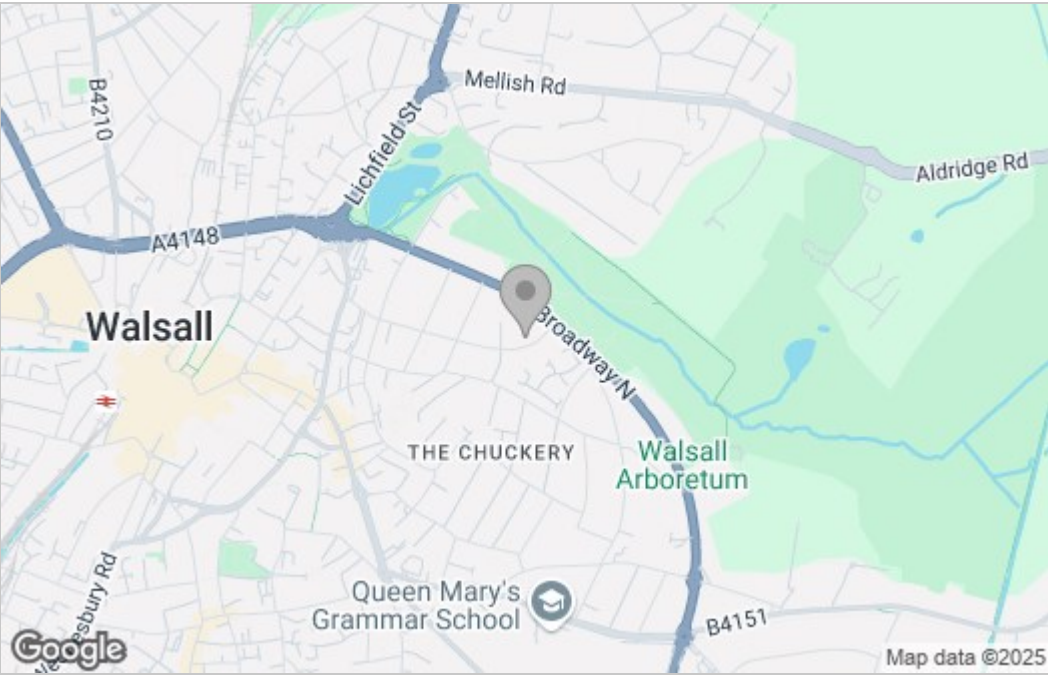 Mellish Rd
B4210
Lichfield St
Aldridge Rd
A4148
Walsall
Broadway N
THE CHUCKERY
Walsall
Arboretum
Queen Mary's
Grammar School
B4151
Google
Map data ©2025